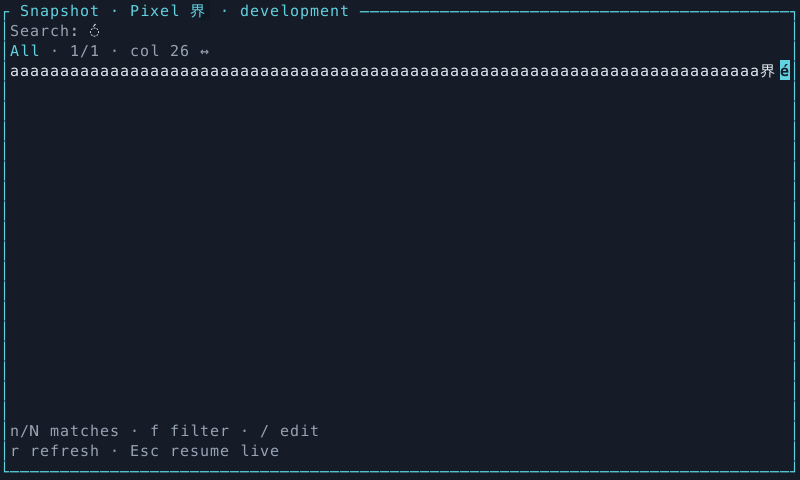 Snapshot · Pixel 界 · development
Search: ◌́
All · 1/1 · col 26 ↔
aaaaaaaaaaaaaaaaaaaaaaaaaaaaaaaaaaaaaaaaaaaaaaaaaaaaaaaaaaaaaaaaaaaaaaaaaaa界é
n/N matches · f filter · / edit
r refresh · Esc resume live